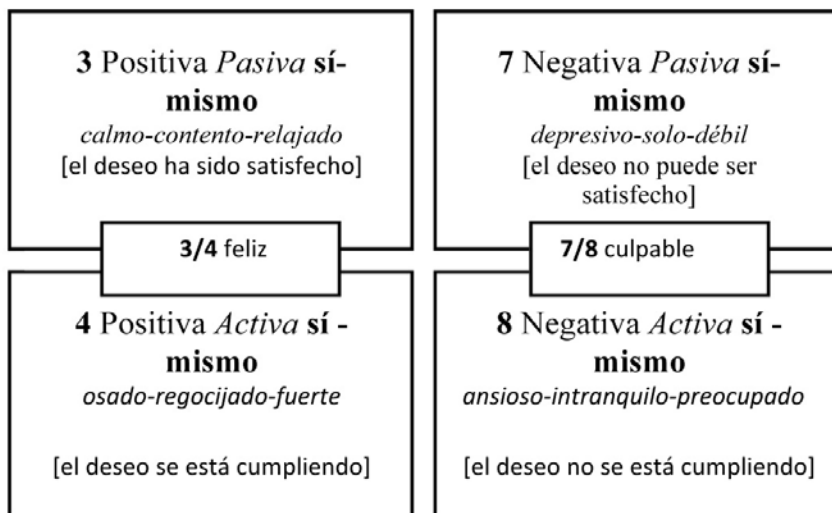 3 Positiva Pasiva sí-
mismo
calmo-contento-relajado
[el deseo ha sido satisfecho]
3/4 feliz
4 Positiva Activa sí -
mismo
osado-regocijado-fuerte
[el deseo se está cumpliendo]
7 Negativa Pasiva sí-
mismo
depresivo-solo-débil
[el deseo no puede ser
satisfecho]
7/8 culpable
8 Negativa Activa sí -
mismo
ansioso-intranquilo-preocupado
[el deseo no se está cumpliendo]